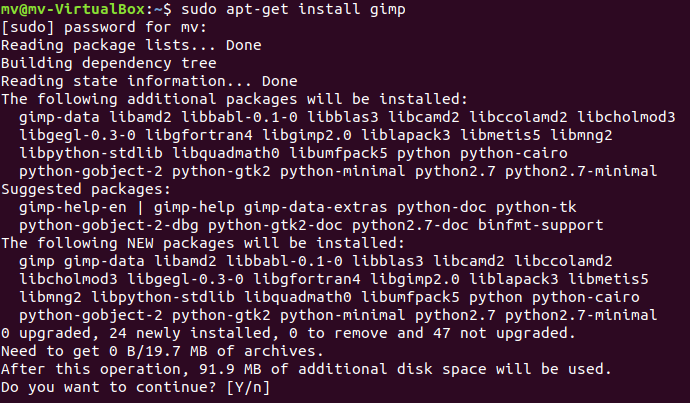 mv@mv-VirtualBox:~$ sudo apt-get install gimp
[sudo] password for mv:
Reading package lists... Done
Building dependency tree
Reading state information... Done
The following additional packages will be installed:
  gimp-data libamd2 libbabl-0.1-0 libblas3 libcamd2 libccolamd2 libcholmod3
  libgegl-0.3-0 libgfortran4 libgimp2.0 liblapack3 libmetis5 libmng2
  libpython-stdlib libquadmath0 libumfpack5 python python-cairo
  python-gobject-2 python-gtk2 python-minimal python2.7 python2.7-minimal
Suggested packages:
  gimp-help-en | gimp-help gimp-data-extras python-doc python-tk
  python-gobject-2-dbg python-gtk2-doc python2.7-doc binfmt-support
The following NEW packages will be installed:
  gimp gimp-data libamd2 libbabl-0.1-0 libblas3 libcamd2 libccolamd2
  libcholmod3 libgegl-0.3-0 libgfortran4 libgimp2.0 liblapack3 libmetis5
  libmng2 libpython-stdlib libquadmath0 libumfpack5 python python-cairo
  python-gobject-2 python-gtk2 python-minimal python2.7 python2.7-minimal
0 upgraded, 24 newly installed, 0 to remove and 47 not upgraded.
Need to get 0 B/19.7 MB of archives.
After this operation, 91.9 MB of additional disk space will be used.
Do you want to continue? [Y/n]